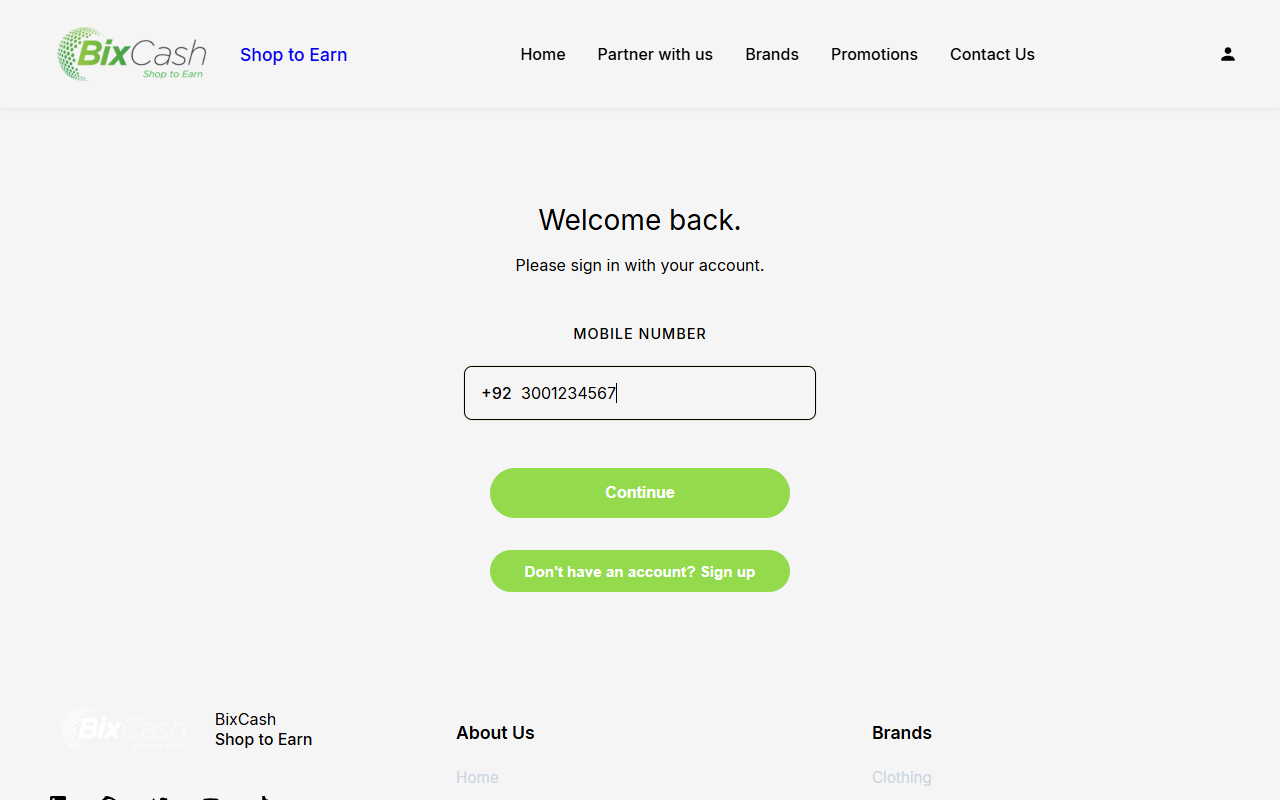 BixCash
Shop to Earn
Shop to Earn
Home
Partner with us
Brands
Promotions
Contact Us
Welcome back.
Please sign in with your account.
MOBILE NUMBER
+92 3001234567
Continue
Don't have an account? Sign up
BixCash
Shop to Earn
BixCash
Shop to Earn
About Us
Home
Brands
Clothing